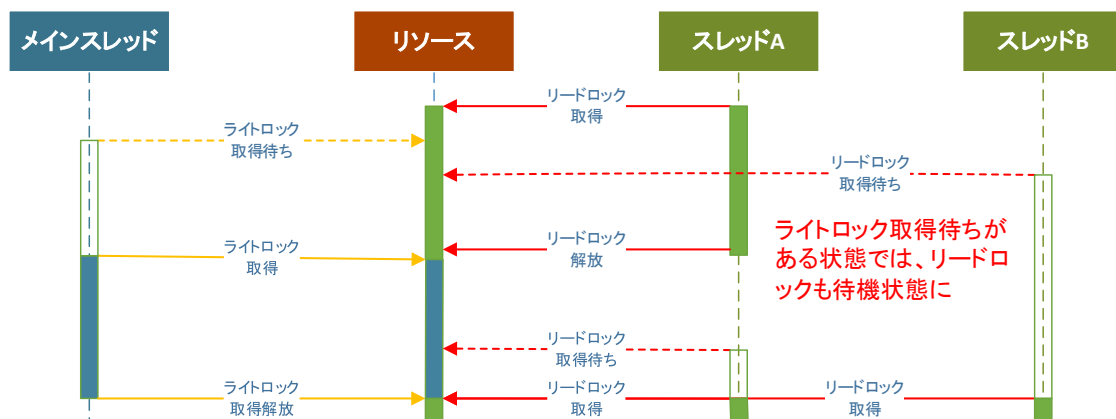 メインスレッド
リソース
スレッドA
スレッドB
リードロック
取得
ライトロック
取得待ち
リードロック
取得待ち
ライトロック取得待ちが
ある状態では、リードロ
ックも待機状態に
リードロック
解放
ライトロック
取得
リードロック
取得待ち
ライトロック
取得解放
リードロック
取得
リードロック
取得